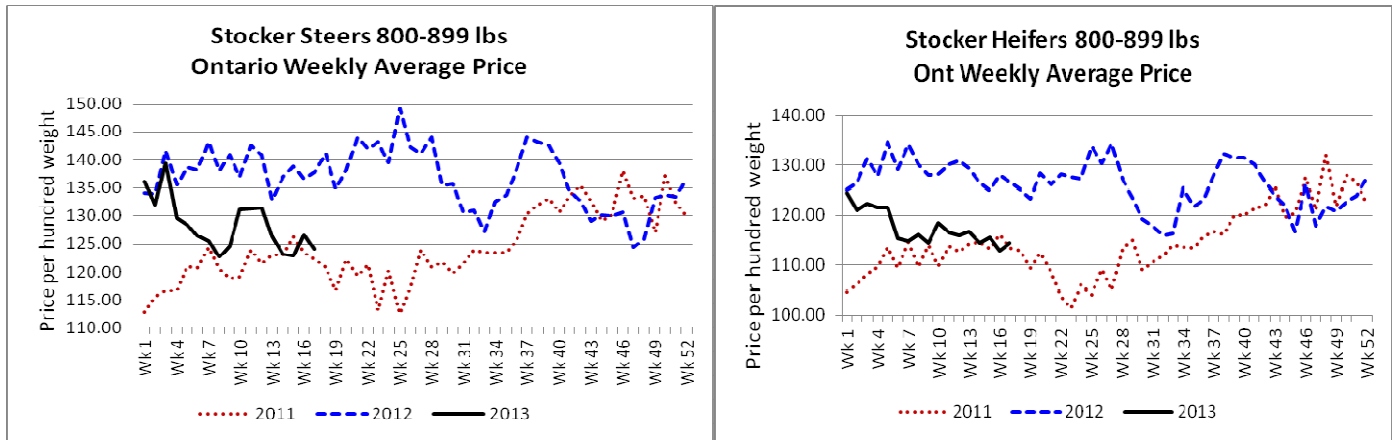 Stocker Steers 800-899 lbs
Ontario Weekly Average Price
Price per hundred weight
150.00
145.00
140.00
135.00
130.00
125.00
120.00
115.00
110.00
Wk 1
Wk 4
Wk 7
Wk 10
Wk 13
Wk 16
Wk 19
Wk 22
Wk 25
Wk 28
Wk 31
Wk 34
Wk 37
Wk 40
Wk 43
Wk 46
Wk 49
Wk 52
2011 2012 2013
Stocker Heifers 800-899 lbs
Ont Weekly Average Price
Price per hundred weight
140.00
130.00
120.00
110.00
100.00
Wk 1
Wk 4
Wk 7
Wk 10
Wk 13
Wk 16
Wk 19
Wk 22
Wk 25
Wk 28
Wk 31
Wk 34
Wk 37
Wk 40
Wk 43
Wk 46
Wk 49
Wk 52
2011 2012 2013